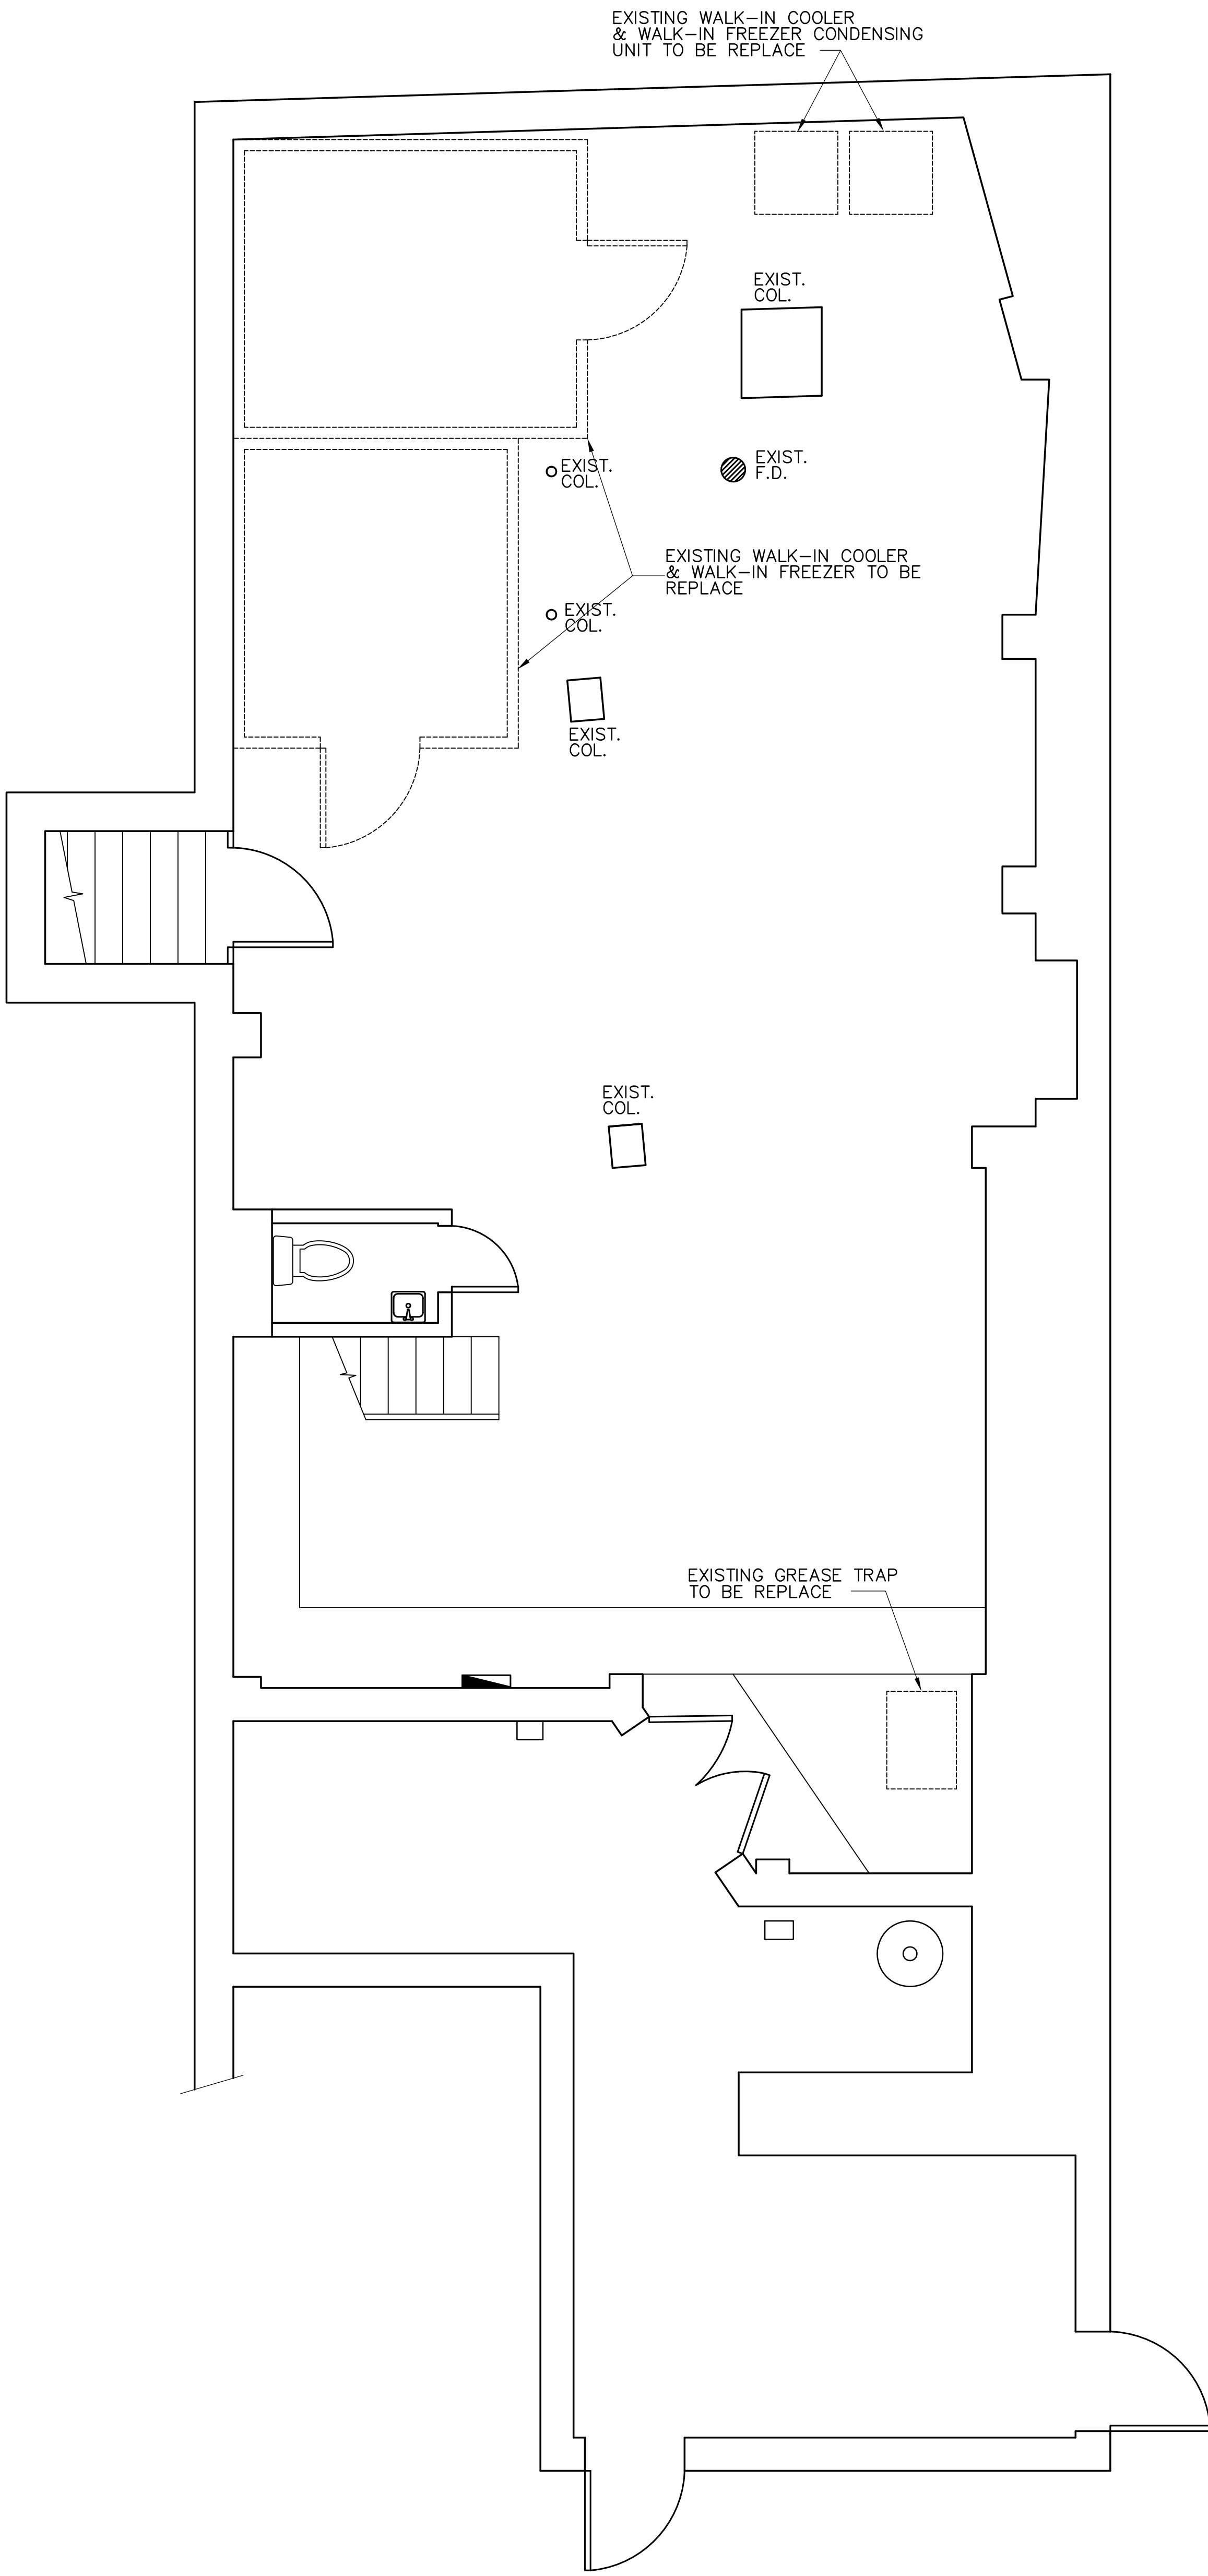 EXISTING WALK-IN COOLER
& WALK-IN FREEZER CONDENSING
UNIT TO BE REPLACE
EXIST.
COL.
EXIST.
COL.
EXIST.
F.D.
EXISTING WALK-IN COOLER
& WALK-IN FREEZER TO BE
REPLACE
EXIST.
COL.
EXIST.
COL.
EXIST.
COL.
EXISTING GREASE TRAP
TO BE REPLACE